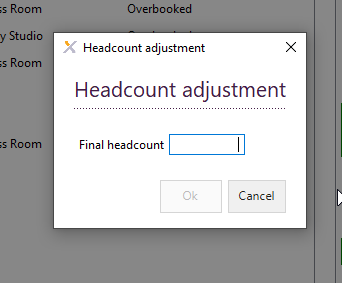 ss Room Overbooked
Headcount adjustment
y Studio
ss Room
Headcount adjustment
Final headcount
ss Room
Ok Cancel